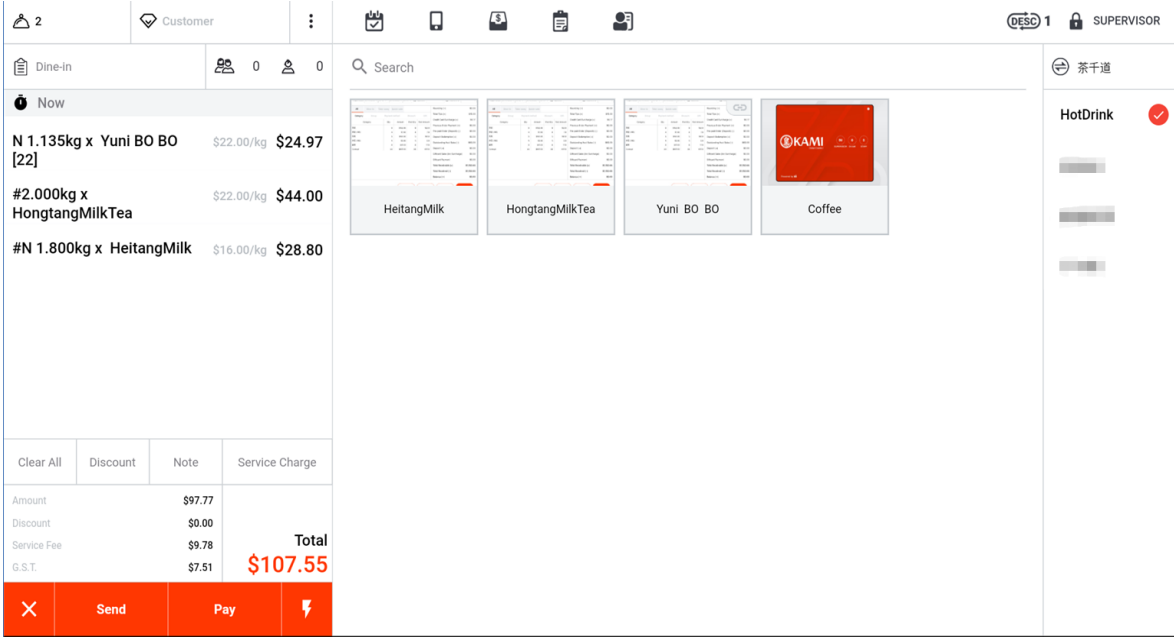 2
Customer
DESC 1
SUPERVISOR
Dine-in
0
0
Search
茶千道
Now
HotDrink
N 1.135kg x Yuni BO BO
[22]
$22.00/kg $24.97
#2.000kg x
HongtangMilkTea
$22.00/kg $44.00
#N 1.800kg x HeitangMilk
$16.00/kg $28.80
KAMI
HeitangMilk
HongtangMilkTea
Yuni BO BO
Coffee
Clear All
Discount
Note
Service Charge
Amount $97.77
Discount $0.00
Service Fee $9.78
G.S.T. $7.51
Total
$107.55
Send
Pay